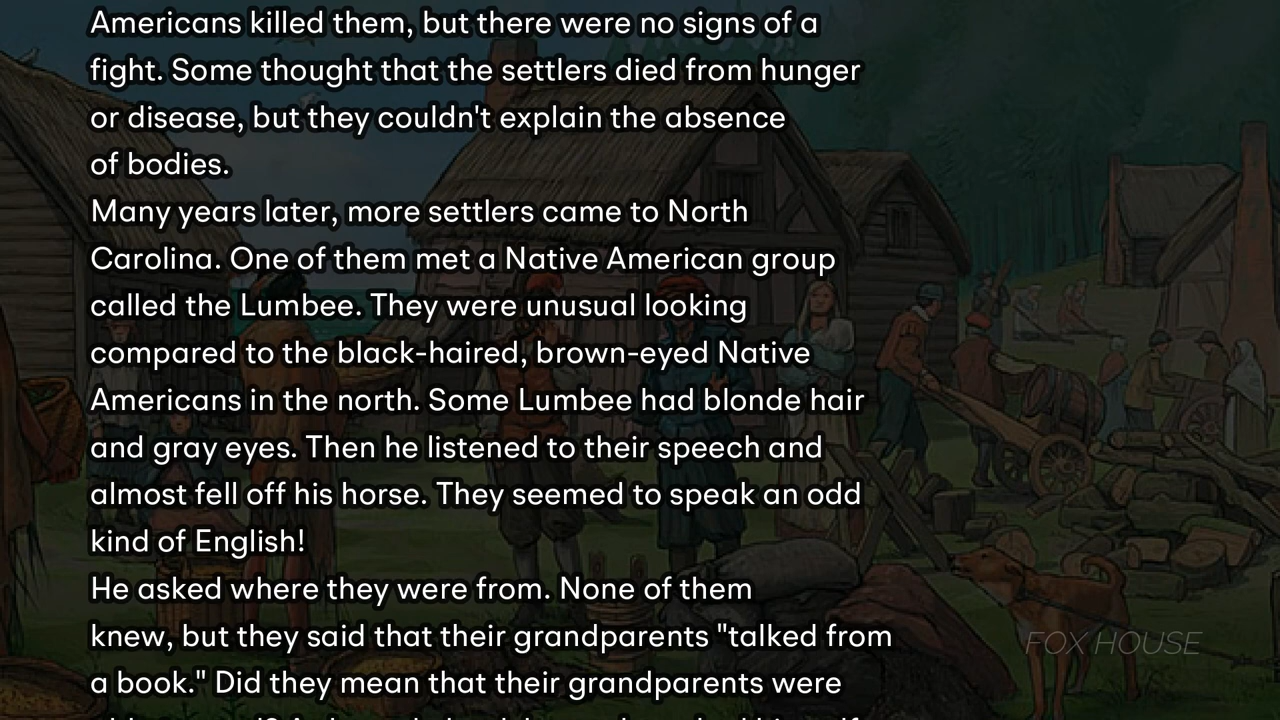 Americans killed them, but there were no signs of a
fight. Some thought that the settlers died from hunger
or disease, but they couldn't explain the absence
of bodies.
Many years later, more settlers came to North
Carolina. One of them met a Native American group
called the Lumbee. They were unusual looking
compared to the black-haired, brown-eyed Native
Americans in the north. Some Lumbee had blonde hair
and gray eyes. Then he listened to their speech and
almost fell off his horse. They seemed to speak an odd
kind of English!
He asked where they were from. None of them
knew, but they said that their grandparents "talked from
a book." Did they mean that their grandparents were
FOX HOUSE